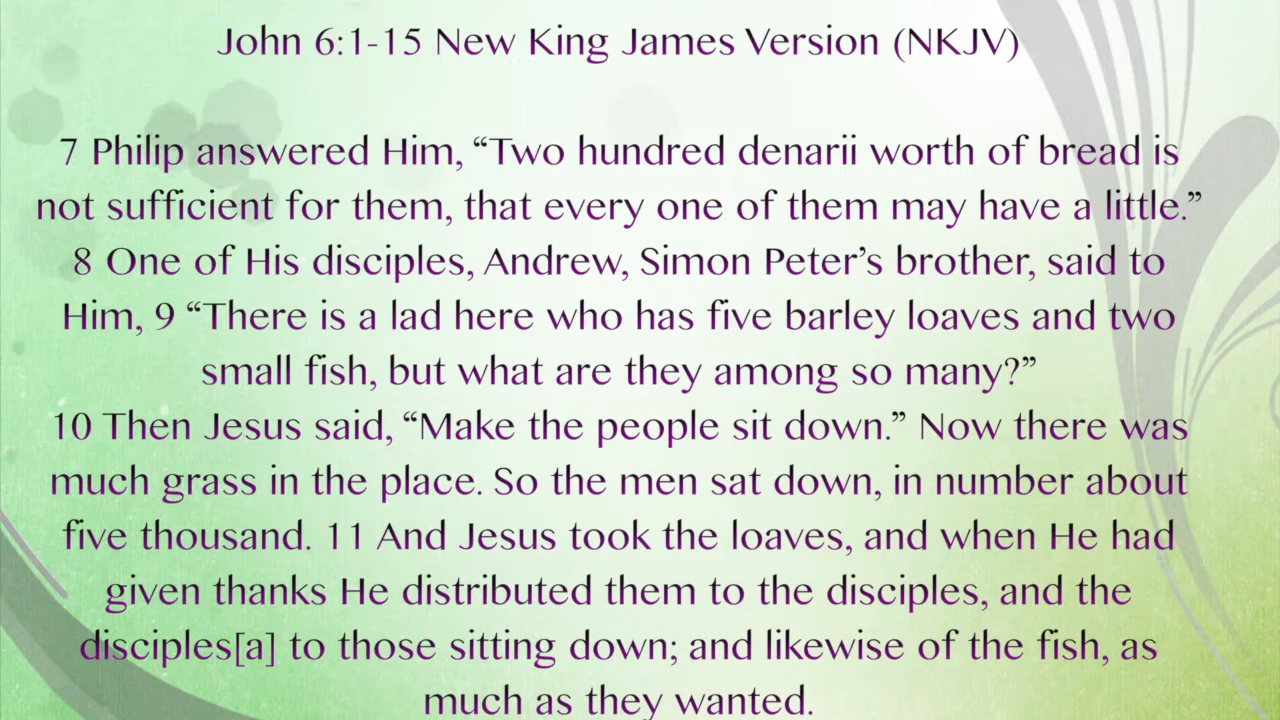 John 6:1-15 New King James Version (NKJV)
7 Philip answered Him, “Two hundred denarii worth of bread is
not sufficient for them, that every one of them may have a little.”
8 One of His disciples, Andrew, Simon Peter’s brother, said to
Him, 9 “There is a lad here who has five barley loaves and two
small fish, but what are they among so many?”
10 Then Jesus said, “Make the people sit down.” Now there was
much grass in the place. So the men sat down, in number about
five thousand. 11 And Jesus took the loaves, and when He had
given thanks He distributed them to the disciples, and the
disciples[a] to those sitting down; and likewise of the fish, as
much as they wanted.